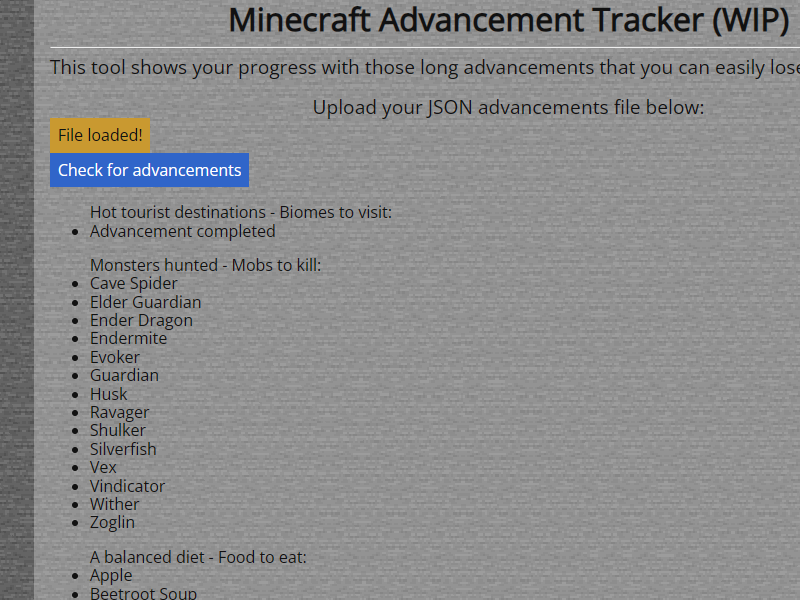 Minecraft Advancement Tracker (WIP)
This tool shows your progress with those long advancements that you can easily lose
Upload your JSON advancements file below:
File loaded!
Check for advancements
Hot tourist destinations - Biomes to visit:
• Advancement completed
Monsters hunted - Mobs to kill:
• Cave Spider
• Elder Guardian
• Ender Dragon
• Endermite
• Evoker
• Guardian
• Husk
• Ravager
• Shulker
• Silverfish
• Vex
• Vindicator
• Wither
• Zoglin
A balanced diet - Food to eat:
• Apple
• Beetroot Soup